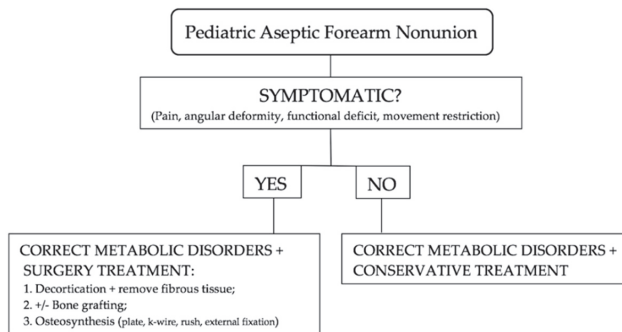 Pediatric Aseptic Forearm Nonunion
SYMPTOMATIC?
(Pain, angular deformity, functional deficit, movement restriction)
YES
NO
CORRECT METABOLIC DISORDERS +
SURGERY TREATMENT:
1. Decortication + remove fibrous tissue;
2. +/- Bone grafting;
3. Osteosynthesis (plate, k-wire, rush, external fixation)
CORRECT METABOLIC DISORDERS +
CONSERVATIVE TREATMENT